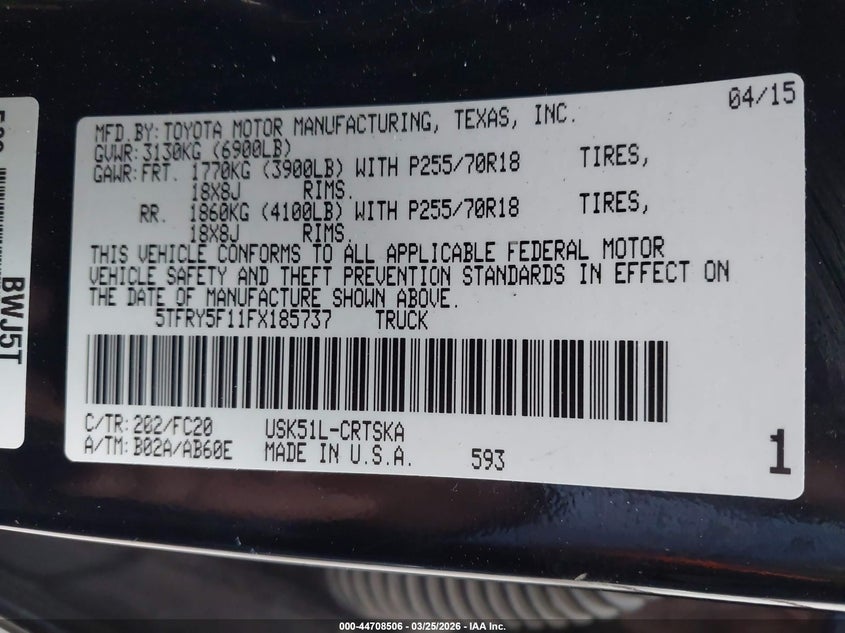 04/15
MFD.BY: TOYOTA MOTOR MANUFACTURING, TEXAS, INC.
GVWR: 3130KG (6900LB)
GAWR: FRT. 1770KG (3900LB) WITH P255/70R18 TIRES,
18X8J RIMS.
RR. 1860KG (4100LB) WITH P255/70R18 TIRES,
18X8J RIMS.
THIS VEHICLE CONFORMS TO ALL APPLICABLE FEDERAL MOTOR
VEHICLE SAFETY AND THEFT PREVENTION STANDARDS IN EFFECT ON
THE DATE OF MANUFACTURE SHOWN ABOVE.
5TFRY5F11FX185737 TRUCK
C/TR: 202/FC20 USK51L-CRTSKA
A/TM: B02A/AB60E MADE IN U.S.A. 593
1
BWJ5T
000-44708506 - 03/25/2026 - IAA Inc.